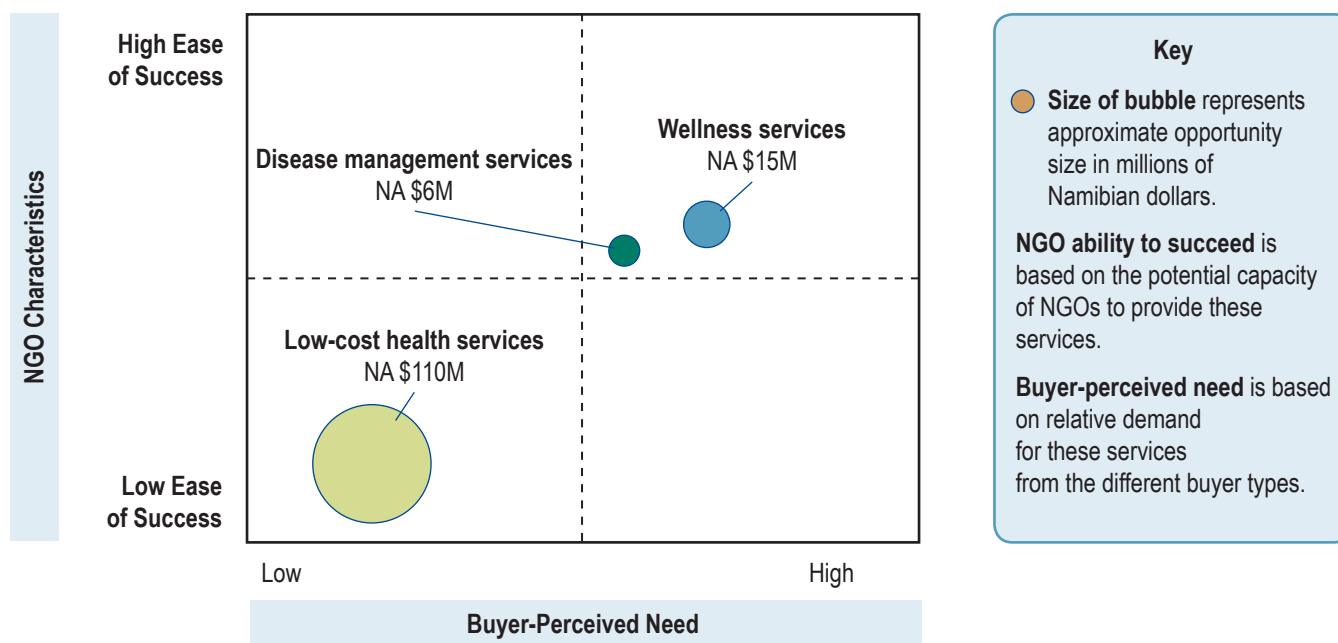 NGO Characteristics
High Ease
of Success
Low Ease
of Success
Disease management services
NA $6M
Wellness services
NA $15M
Low-cost health services
NA $110M
Low
High
Buyer-Perceived Need
Key
Size of bubble represents
approximate opportunity
size in millions of
Namibian dollars.
NGO ability to succeed is
based on the potential capacity
of NGOs to provide these
services.
Buyer-perceived need is based
on relative demand
for these services
from the different buyer types.